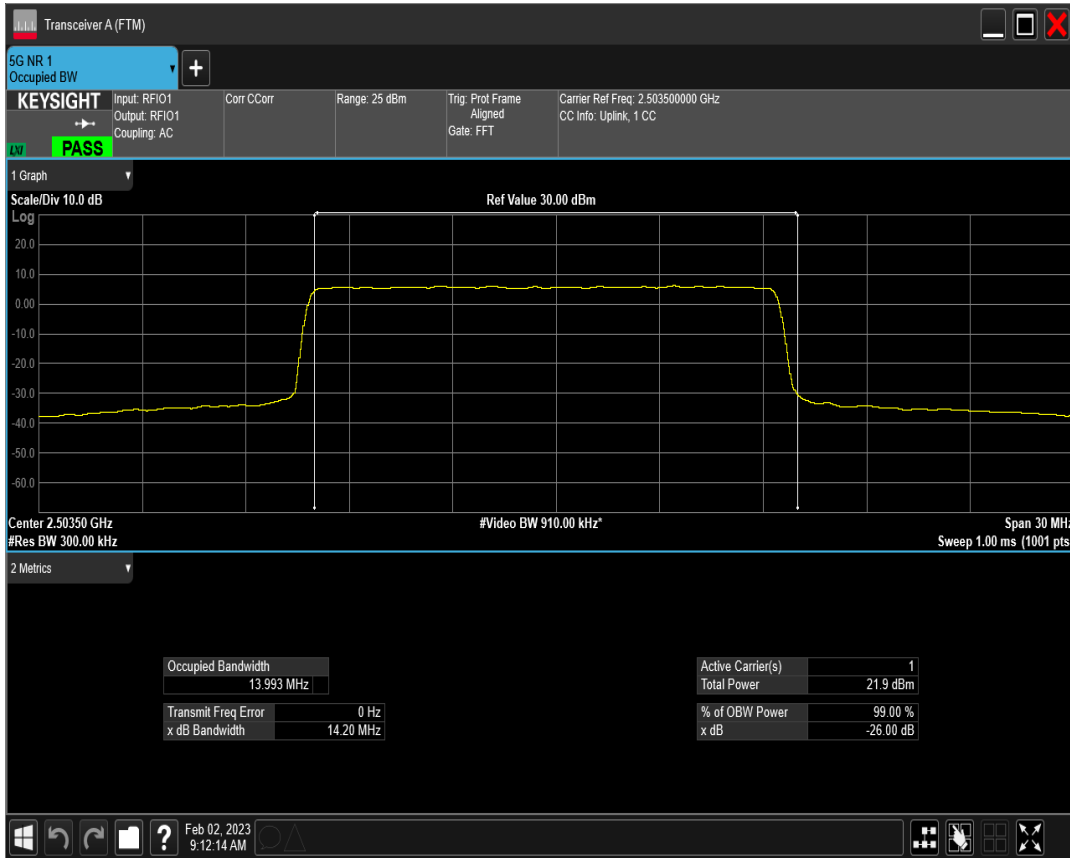 Transceiver A (FTM)
5G NR 1
Occupied BW
+
KEYSIGHT
Input: RFIO1
Output: RFIO1
Coupling: AC
Corr CCorr
Range: 25 dBm
Trig: Prot Frame
Aligned
Gate: FFT
Carrier Ref Freq: 2.503500000 GHz
CC Info: Uplink, 1 CC
LXI
PASS
1 Graph
Scale/Div 10.0 dB
Ref Value 30.00 dBm
Log
20.0
10.0
0.00
-10.0
-20.0
-30.0
-40.0
-50.0
-60.0
Center 2.50350 GHz
#Video BW 910.00 kHz*
Span 30 MHz
#Res BW 300.00 kHz
Sweep 1.00 ms (1001 pts
2 Metrics
Occupied Bandwidth
13.993 MHz
Transmit Freq Error 0 Hz
x dB Bandwidth 14.20 MHz
Active Carrier(s) 1
Total Power 21.9 dBm
% of OBW Power 99.00 %
x dB -26.00 dB
?
Feb 02, 2023
9:12:14 AM